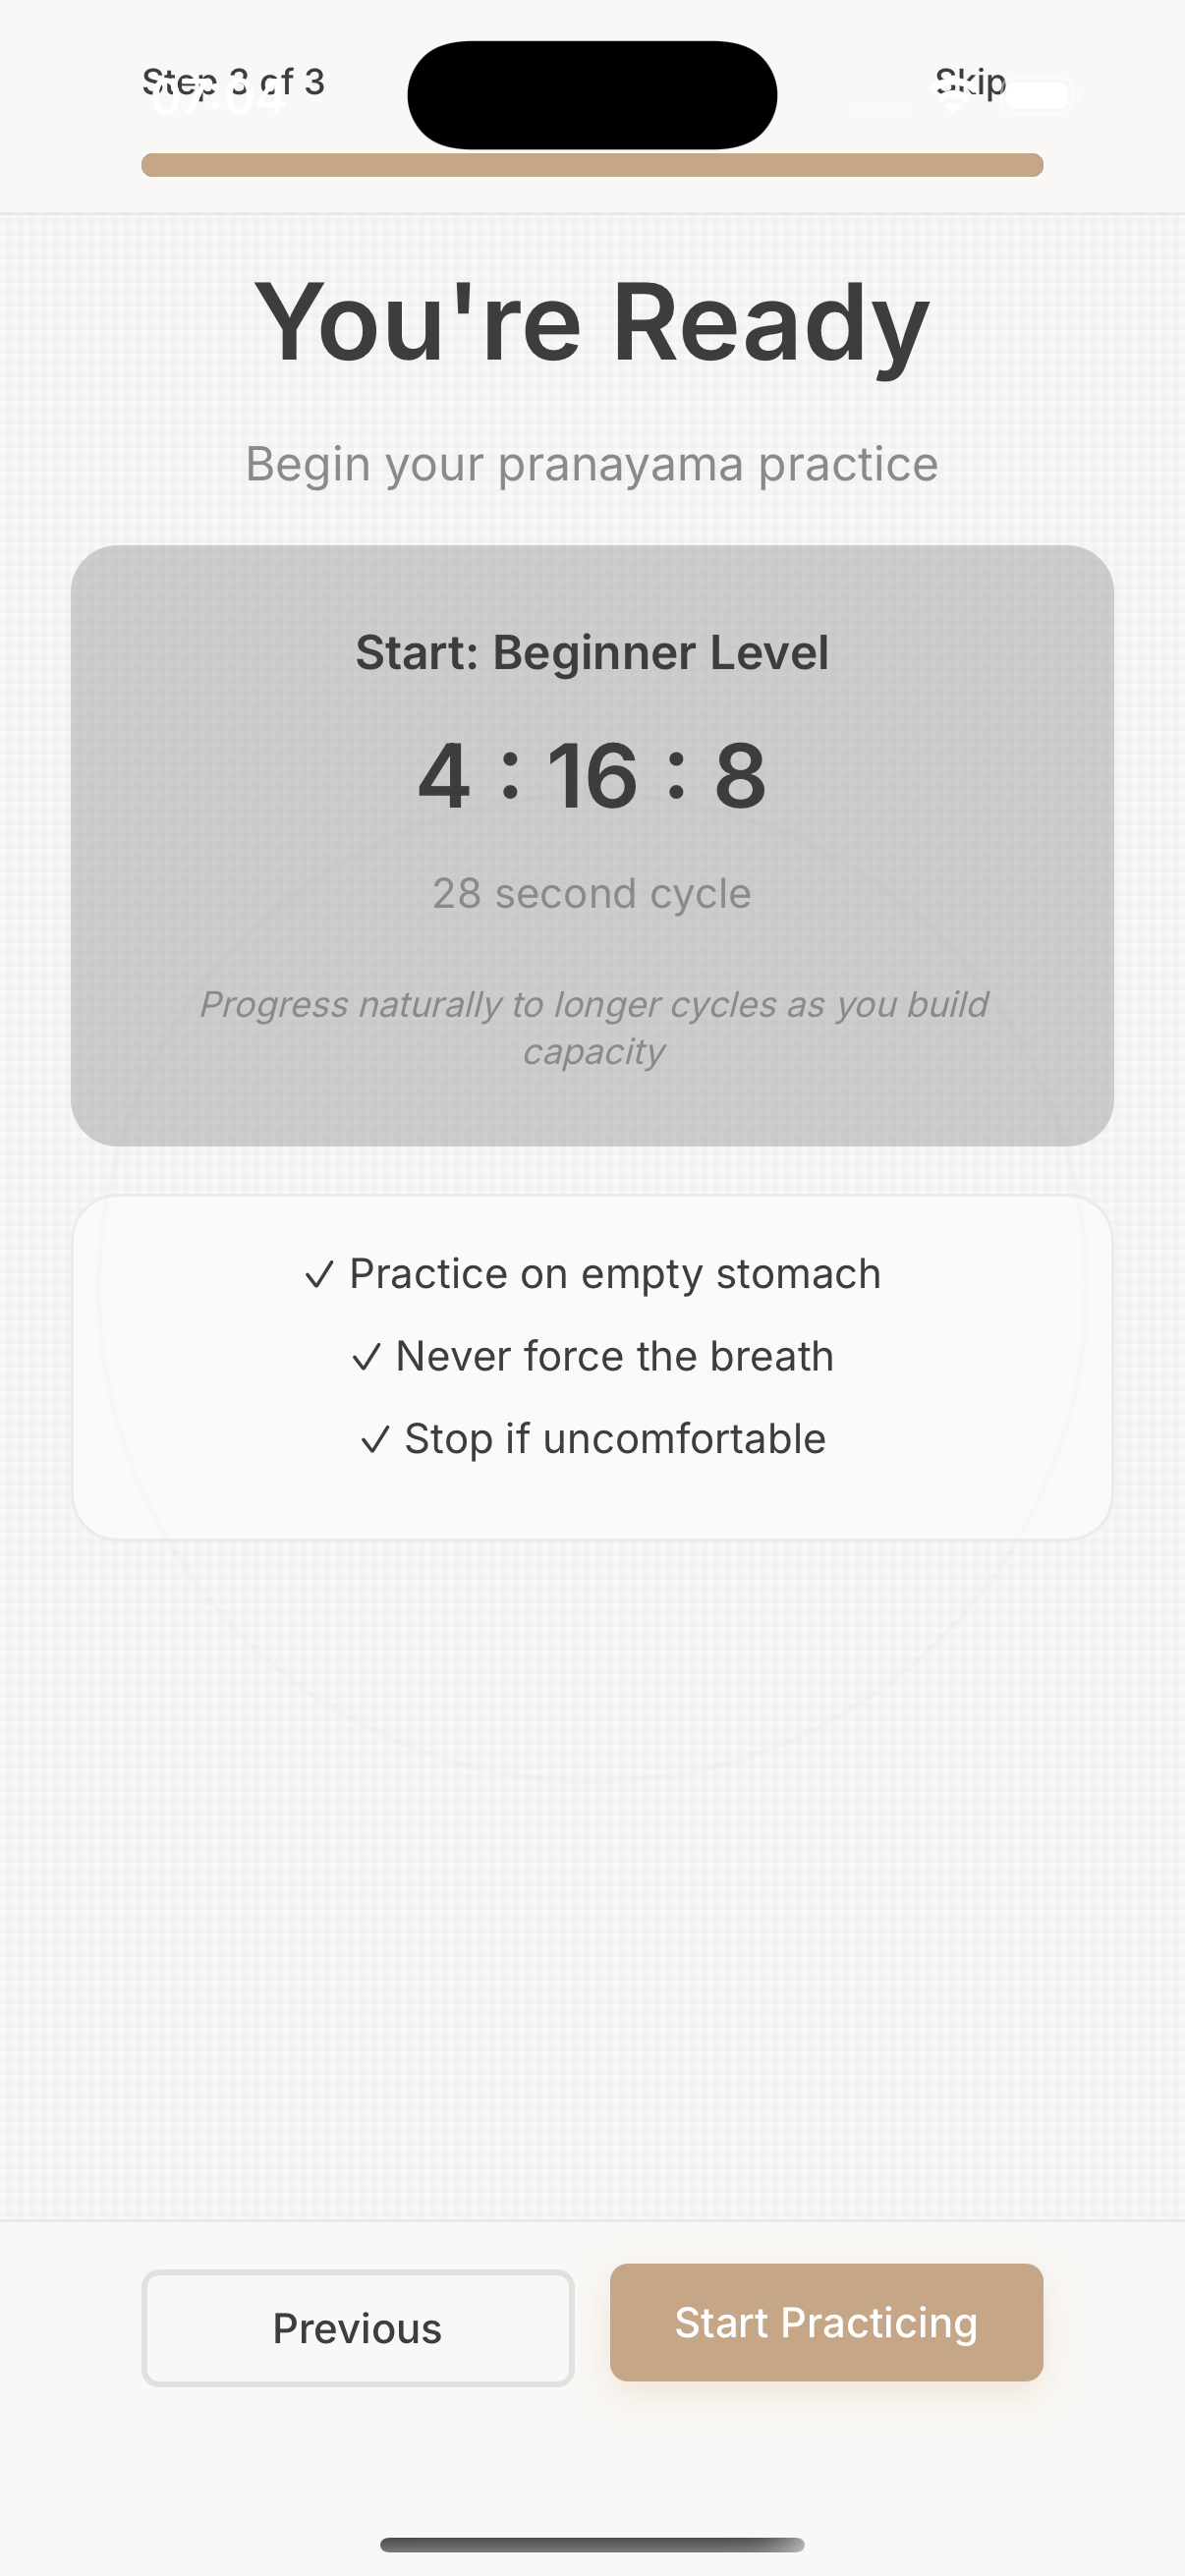 Step 3 of 3
07:04
Skip
You're Ready
Begin your pranayama practice
Start: Beginner Level
4 : 16 : 8
28 second cycle
Progress naturally to longer cycles as you build
capacity
✓ Practice on empty stomach
✓ Never force the breath
✓ Stop if uncomfortable
Previous
Start Practicing